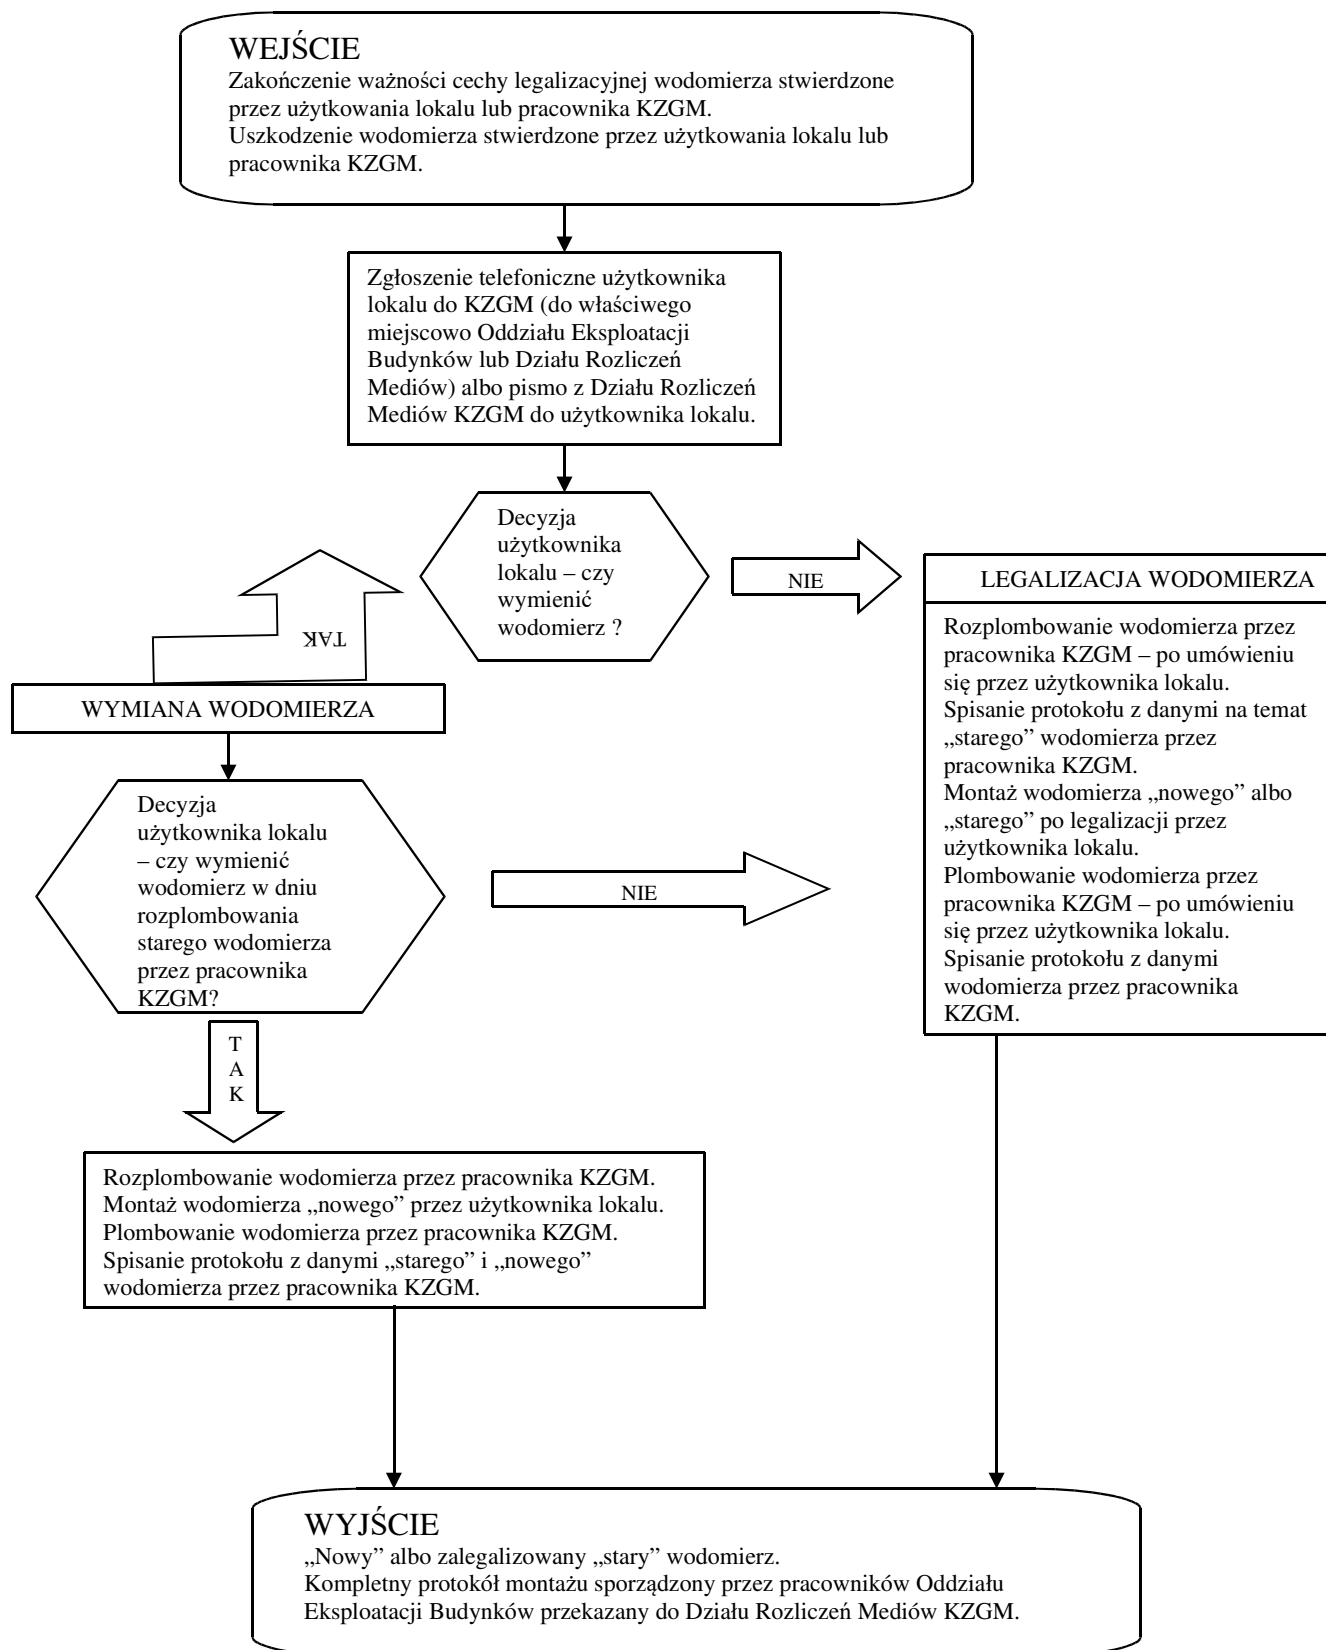 WEJŚCIE
Zakończenie ważności cechy legalizacyjnej wodomierza stwierdzone
przez użytkowania lokalu lub pracownika KZGM.
Uszkodzenie wodomierza stwierdzone przez użytkowania lokalu lub
pracownika KZGM.
Zgłoszenie telefoniczne użytkownika
lokalu do KZGM (do właściwego
miejscowo Oddziału Eksploatacji
Budynków lub Działu Rozliczeń
Mediów) albo pismo z Działu Rozliczeń
Mediów KZGM do użytkownika lokalu.
Decyzja
użytkownika
lokalu – czy
wymienić
wodomierz ?
NIE
TAK
LEGALIZACJA WODOMIERZA
Rozplombowanie wodomierza przez
pracownika KZGM – po umówieniu
się przez użytkownika lokalu.
Spisanie protokołu z danymi na temat
„starego” wodomierza przez
pracownika KZGM.
Montaż wodomierza „nowego” albo
„starego” po legalizacji przez
użytkownika lokalu.
Plombowanie wodomierza przez
pracownika KZGM – po umówieniu
się przez użytkownika lokalu.
Spisanie protokołu z danymi
wodomierza przez pracownika
KZGM.
WYMIANA WODOMIERZA
Decyzja
użytkownika lokalu
– czy wymienić
wodomierz w dniu
rozplombowania
starego wodomierza
przez pracownika
KZGM?
NIE
T
A
K
Rozplombowanie wodomierza przez pracownika KZGM.
Montaż wodomierza „nowego” przez użytkownika lokalu.
Plombowanie wodomierza przez pracownika KZGM.
Spisanie protokołu z danymi „starego” i „nowego”
wodomierza przez pracownika KZGM.
WYJŚCIE
„Nowy” albo zalegalizowany „stary” wodomierz.
Kompletny protokół montażu sporządzony przez pracowników Oddziału
Eksploatacji Budynków przekazany do Działu Rozliczeń Mediów KZGM.